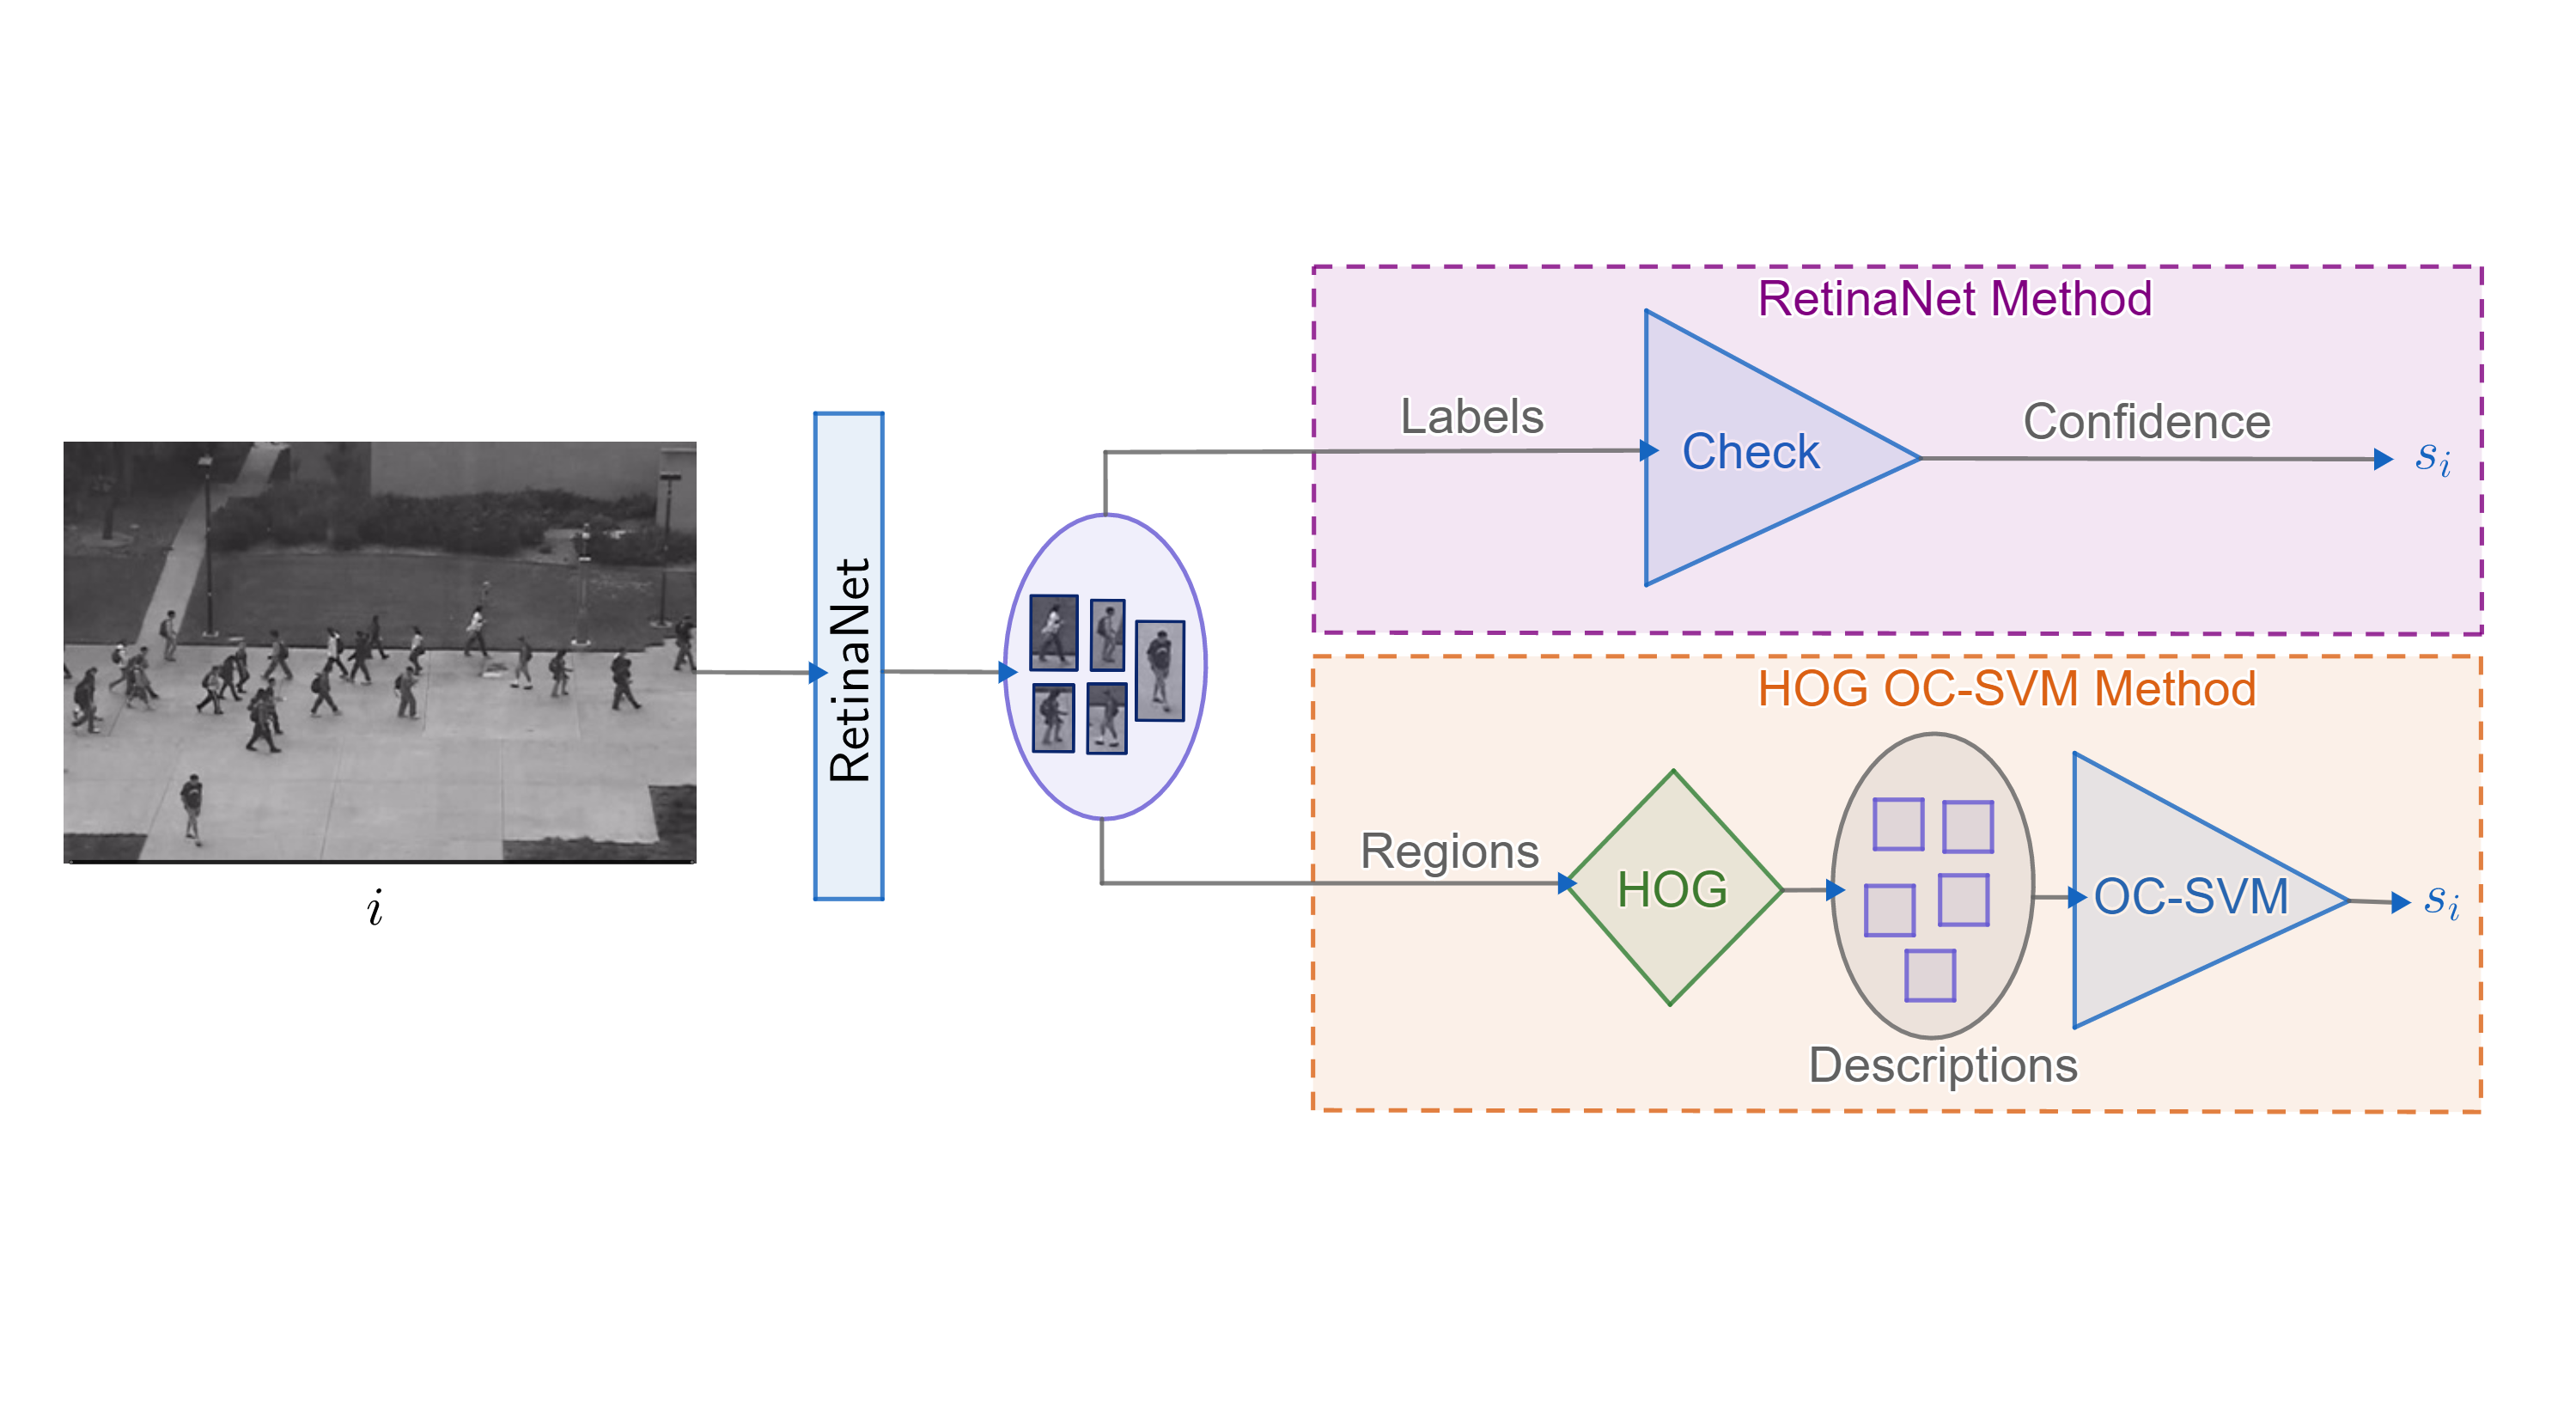 i
RetinaNet
RetinaNet Method
Labels
Check
Confidence
s_i
HOG OC-SVM Method
Regions
HOG
Descriptions
OC-SVM
s_i